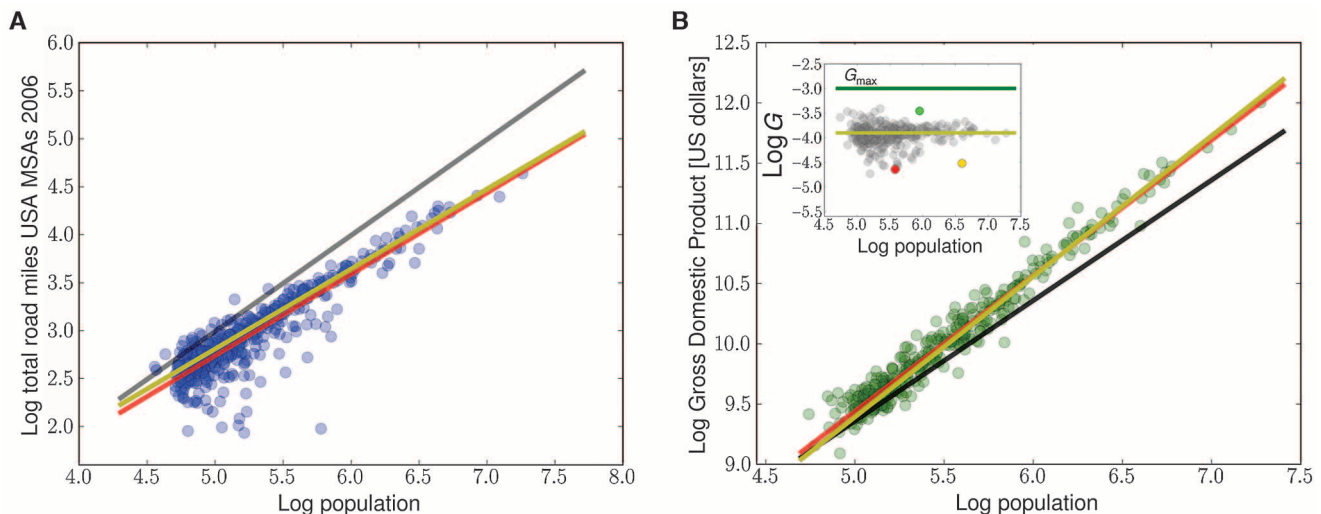 A
Log total road miles USA MSAs 2006
6.0
5.5
5.0
4.5
4.0
3.5
3.0
2.5
2.0
4.0 4.5 5.0 5.5 6.0 6.5 7.0 7.5 8.0
Log population
B
Log Gross Domestic Product [US dollars]
12.5
12.0
11.5
11.0
10.5
10.0
9.5
9.0
4.5 5.0 5.5 6.0 6.5 7.0 7.5
Log population
Log G
−2.5
−3.0
−3.5
−4.0
−4.5
−5.0
−5.5
Gmax
4.5 5.0 5.5 6.0 6.5 7.0 7.5
Log population